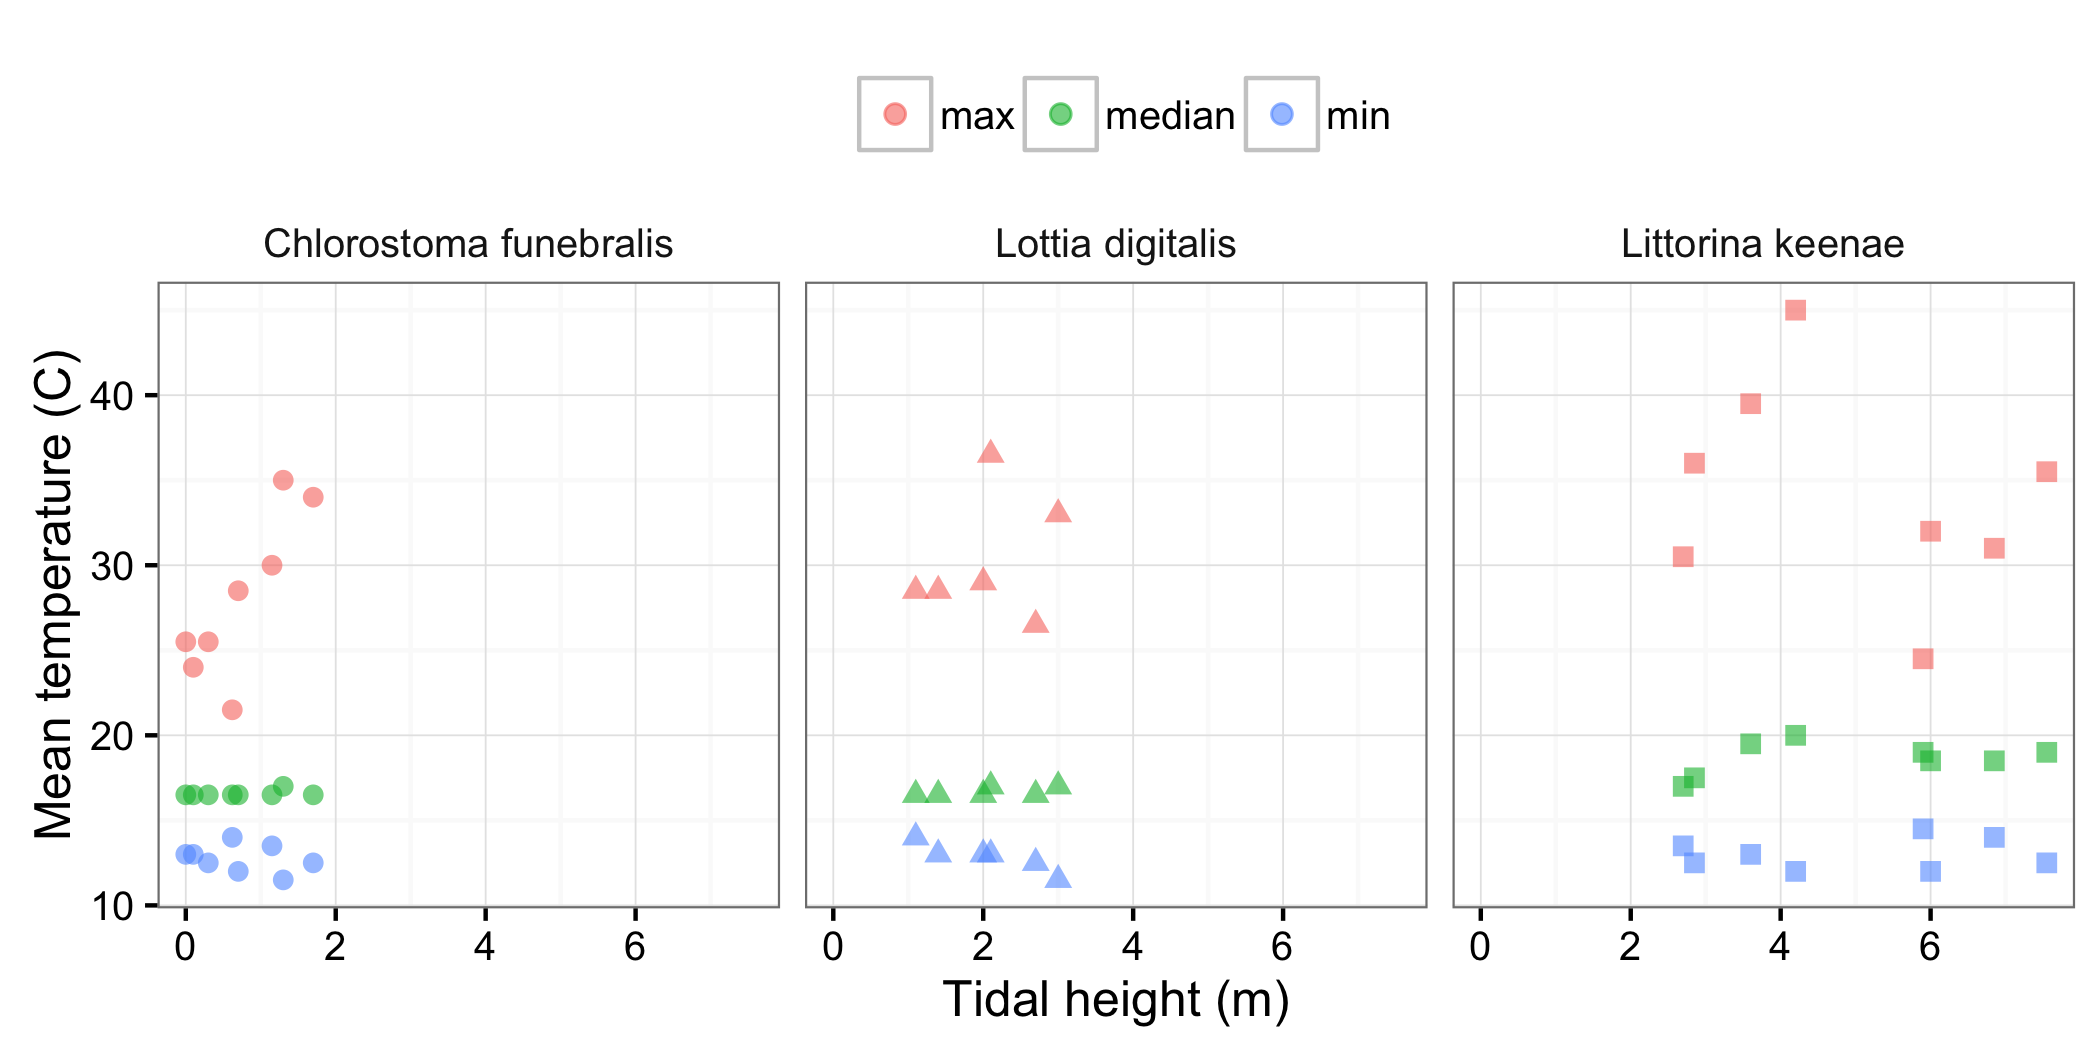 max median min
Chlorostoma funebralis Lottia digitalis Littorina keenae
Mean temperature (C)
40
30
20
10
0 2 4 6 0 2 4 6 0 2 4 6
Tidal height (m)